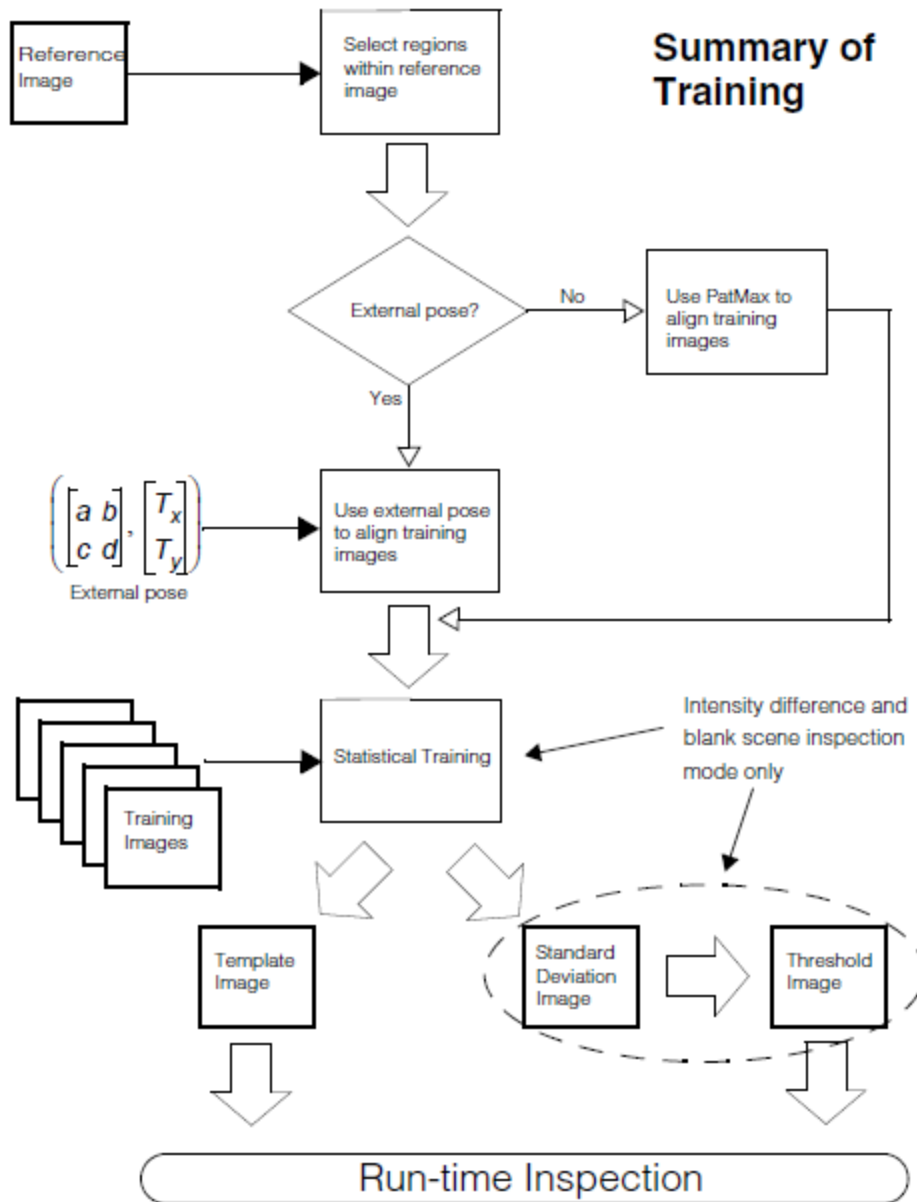 Summary of
Training
Reference
Image
Select regions
within reference
image
External pose?
No
Use PatMax to
align training
images
Yes
a b
c d
,
Tx
Ty
External pose
Use external pose
to align training
images
Training
Images
Statistical Training
Intensity difference and
blank scene inspection
mode only
Template
Image
Standard
Deviation
Image
Threshold
Image
Run-time Inspection